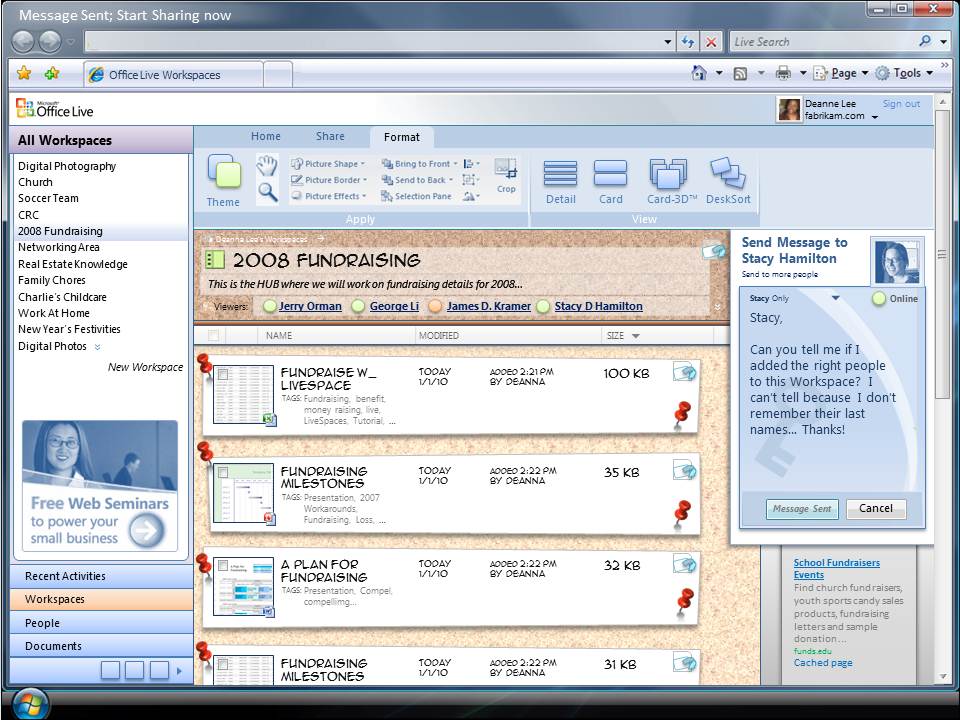 Message Sent; Start Sharing now
Live Search
Office Live Workspaces
Page
Tools
Microsoft
Office Live
Deanne Lee
fabrikam.com
Sign out
All Workspaces
Digital Photography
Church
Soccer Team
CRC
2008 Fundraising
Networking Area
Real Estate Knowledge
Family Chores
Charlie's Childcare
Work At Home
New Year's Festivities
Digital Photos
New Workspace
Free Web Seminars
to power your
small business
Recent Activities
Workspaces
People
Documents
Home Share Format
Theme
Picture Shape
Picture Border
Picture Effects
Bring to Front
Send to Back
Selection Pane
Crop
Apply
Detail Card Card-3D™ DeskSort
View
Deanna Lee's Workspaces
2008 FUNDRAISING
This is the HUB where we will work on fundraising details for 2008...
Viewers: Jerry Orman George Li James D. Kramer Stacy D Hamilton
NAME MODIFIED SIZE
FUNDRAISE W_
LIVESPACE
TAGS: Fundraising, benefit,
money raising, live,
LiveSpaces, Tutorial, ...
TODAY
1/1/10
ADDED 2:21 PM
BY DEANNA
100 KB
FUNDRAISING
MILESTONES
TAGS: Presentation, 2007
Workarounds,
Fundraising, Loss, ...
TODAY
1/1/10
ADDED 2:22 PM
BY DEANNA
35 KB
A PLAN FOR
FUNDRAISING
TAGS: Presentation, Compel,
compellimg...
TODAY
1/1/10
ADDED 2:22 PM
BY DEANNA
32 KB
FUNDRAISING
MILESTONES
TODAY
1/1/10
ADDED 2:22 PM
BY DEANNA
31 KB
Send Message to
Stacy Hamilton
Send to more people
Stacy Only
Online
Stacy,
Can you tell me if I
added the right people
to this Workspace? I
can't tell because I don't
remember their last
names... Thanks!
Message Sent
Cancel
School Fundraisers
Events
Find church fundraisers,
youth sports candy sales
products, fundraising
letters and sample
donation ...
funds.edu
Cached page